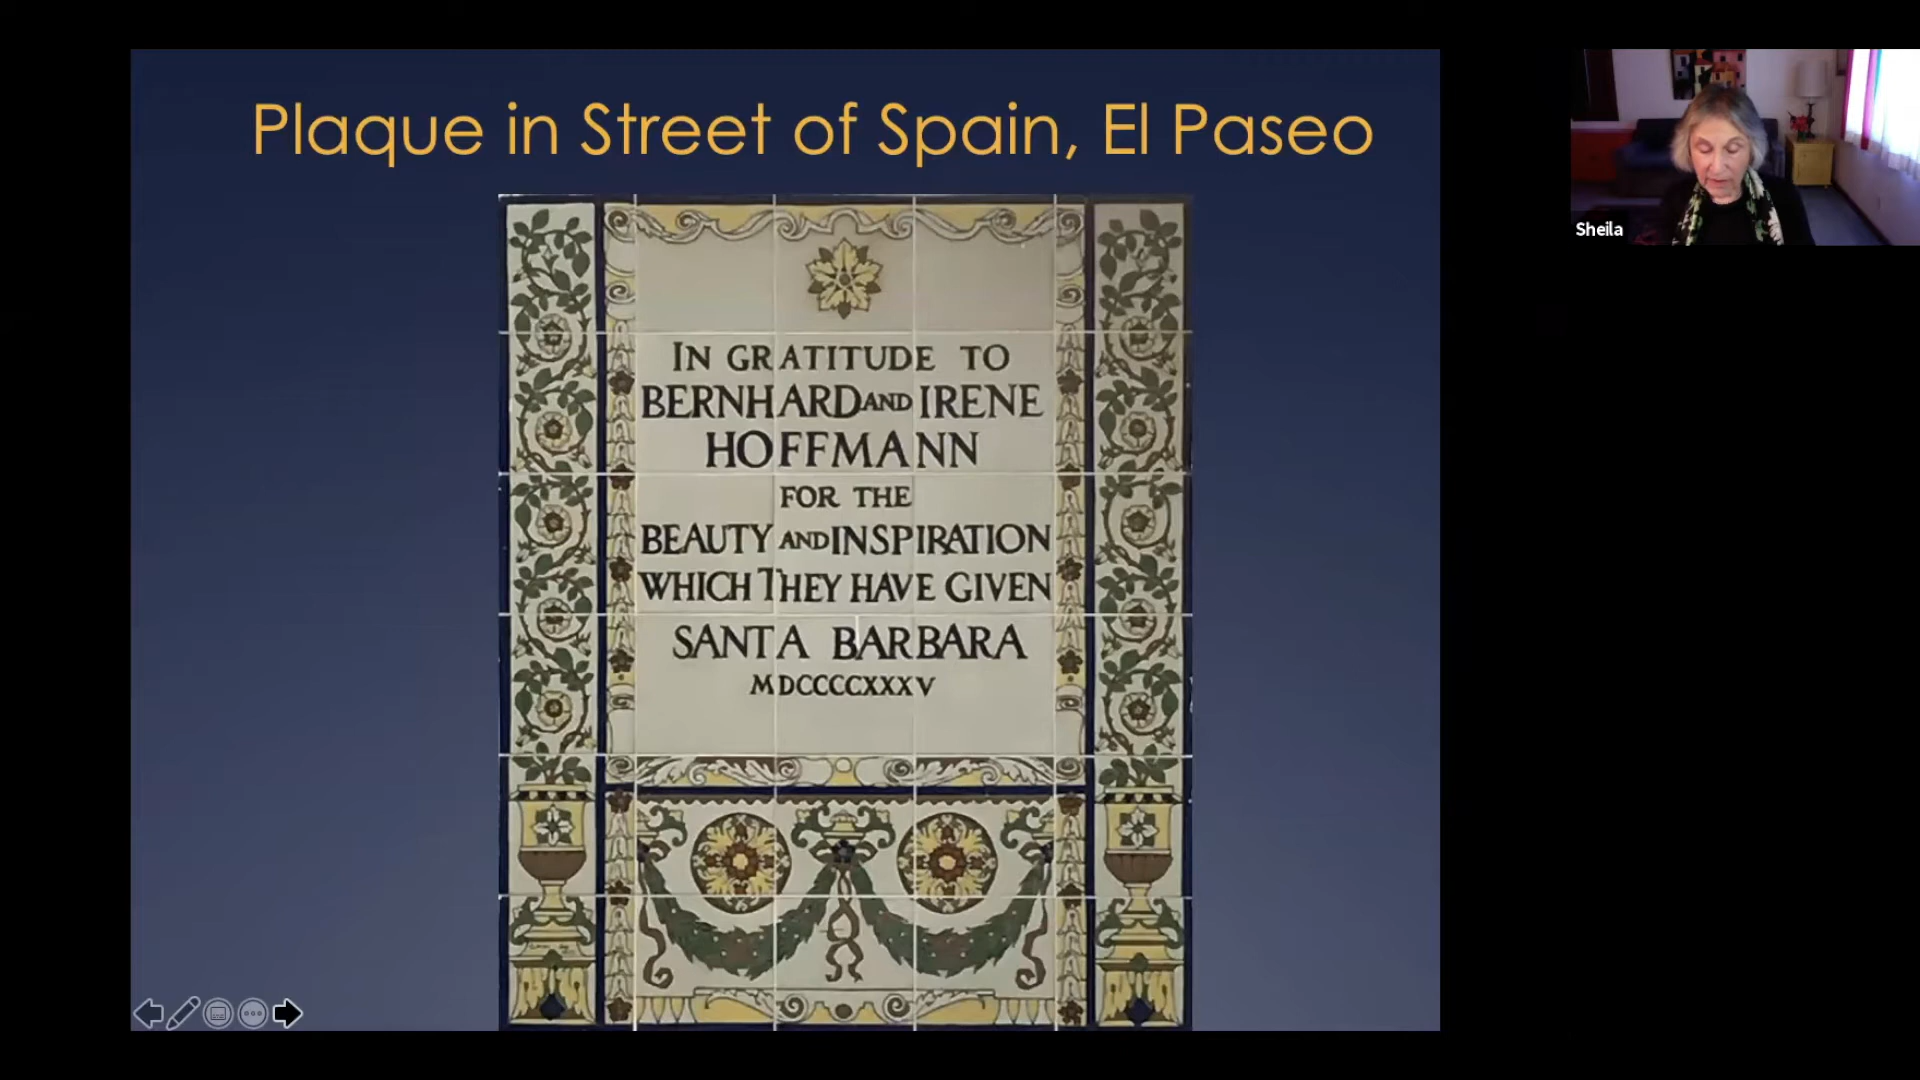 Plaque in Street of Spain, El Paseo
IN GRATITUDE TO
BERNHARD AND IRENE
HOFFMANN
FOR THE
BEAUTY AND INSPIRATION
WHICH THEY HAVE GIVEN
SANTA BARBARA
MDCCCCXXXV
Sheila